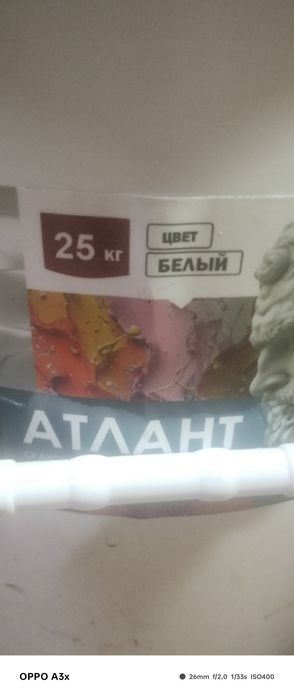 25 кг
ЦВЕТ
БЕЛЫЙ
АТЛАНТ
OPPO A3x
26mm f/2,0 1/33s ISO400